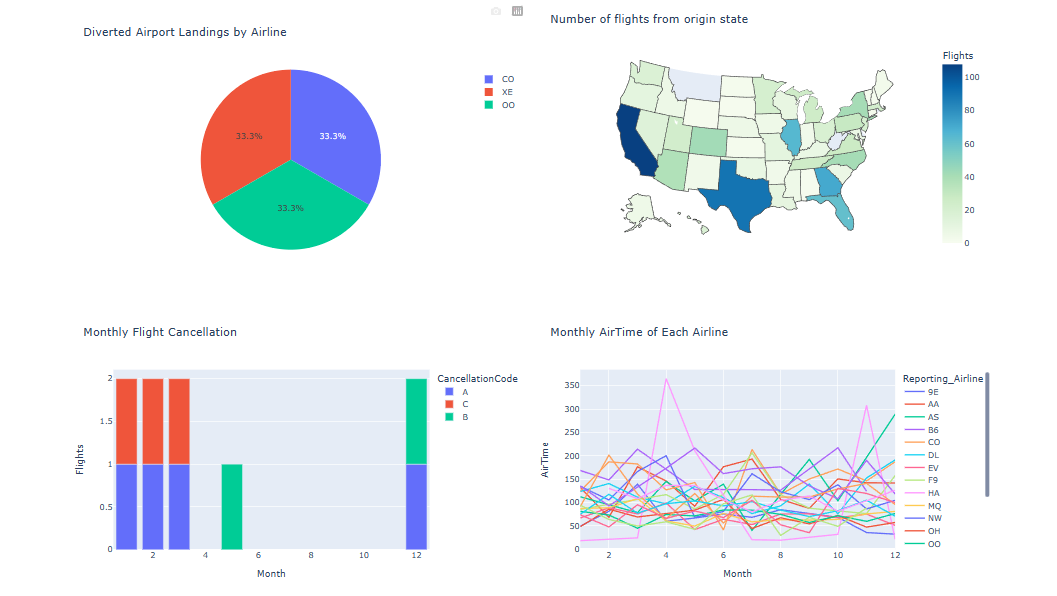 Diverted Airport Landings by Airline
33.3%
33.3%
33.3%
CO
XE
OO
Number of flights from origin state
Flights
100
80
60
40
20
0
Monthly Flight Cancellation
Flights
2
1.5
1
0.5
0
2
4
6
8
10
12
Month
CancellationCode
A
C
B
Monthly AirTime of Each Airline
AirTime
350
300
250
200
150
100
50
0
2
4
6
8
10
12
Month
Reporting_Airline
9E
AA
AS
B6
CO
DL
EV
F9
HA
MQ
NW
OH
OO